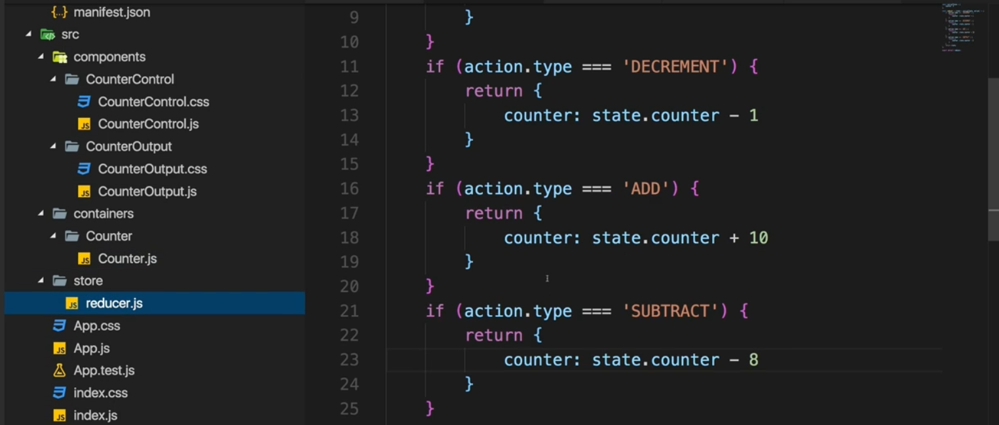 manifest.json
src
components
CounterControl
CounterControl.css
CounterControl.js
CounterOutput
CounterOutput.css
CounterOutput.js
containers
Counter
Counter.js
store
reducer.js
App.css
App.js
App.test.js
index.css
index.js
9 }
10 }
11 if (action.type === 'DECREMENT') {
12 return {
13 counter: state.counter - 1
14 }
15 }
16 if (action.type === 'ADD') {
17 return {
18 counter: state.counter + 10
19 }
20 }
21 if (action.type === 'SUBTRACT') {
22 return {
23 counter: state.counter - 8
24 }
25 }